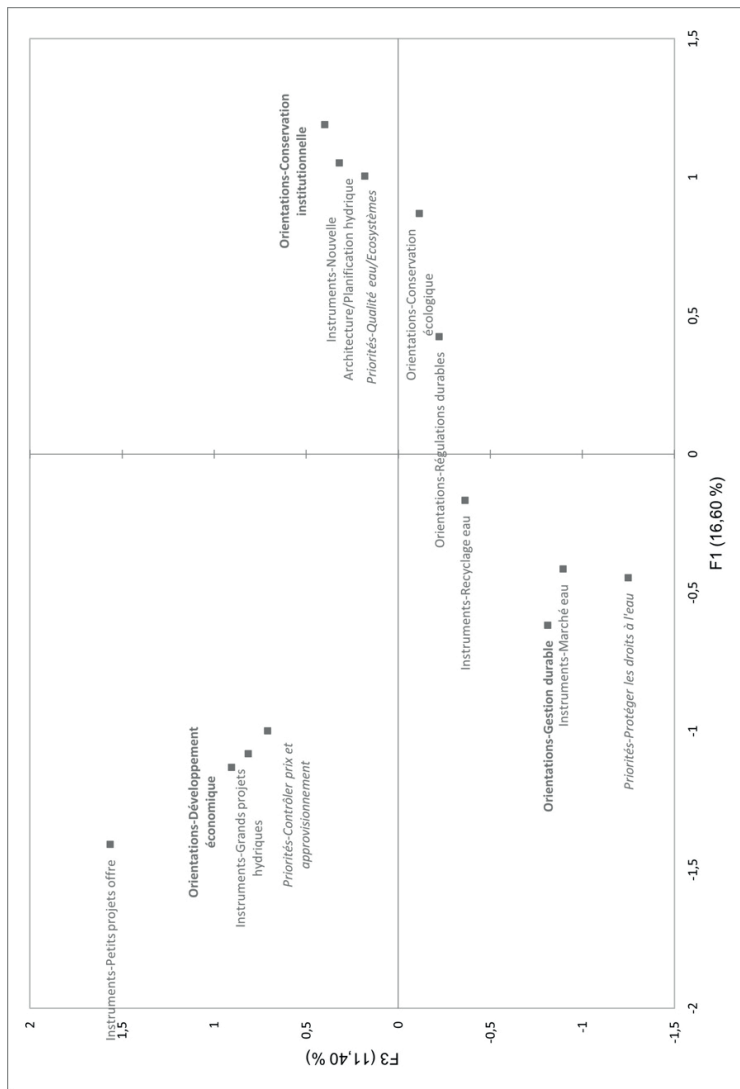 2
1,5
1
0,5
0
-0,5
-1
-1,5
F3 (11,40 %)
-2
-1,5
-1
-0,5
0
0,5
1
1,5
F1 (16,60 %)
Instruments-Petits projets offre
Orientations-Développement
économique
Instruments-Grands projets
hydriques
Priorités-Contrôler prix et
approvisionnement
Orientations-Conservation
institutionnelle
Instruments-Nouvelle
Architecture/Planification hydrique
Priorités-Qualité eau/Ecosystèmes
Orientations-Conservation
écologique
Orientations-Régulations durables
Instruments-Recyclage eau
Orientations-Gestion durable
Instruments-Marché eau
Priorités-Protéger les droits à l'eau